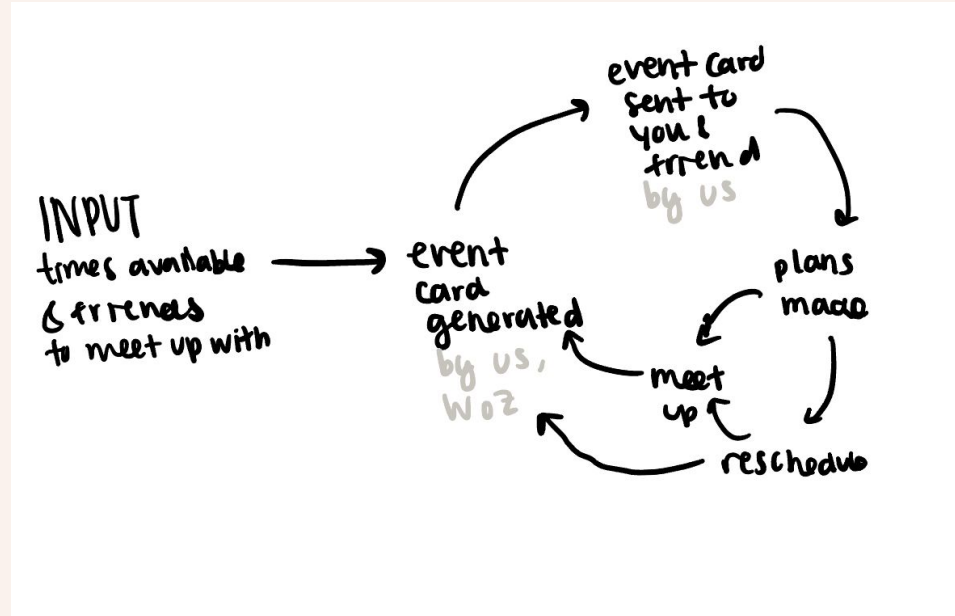 INPUT
times available
& friends
to meet up with
event
card
generated
by us,
WoZ
event card
sent to
you &
friend
by us
plans
made
meet
up
reschedule